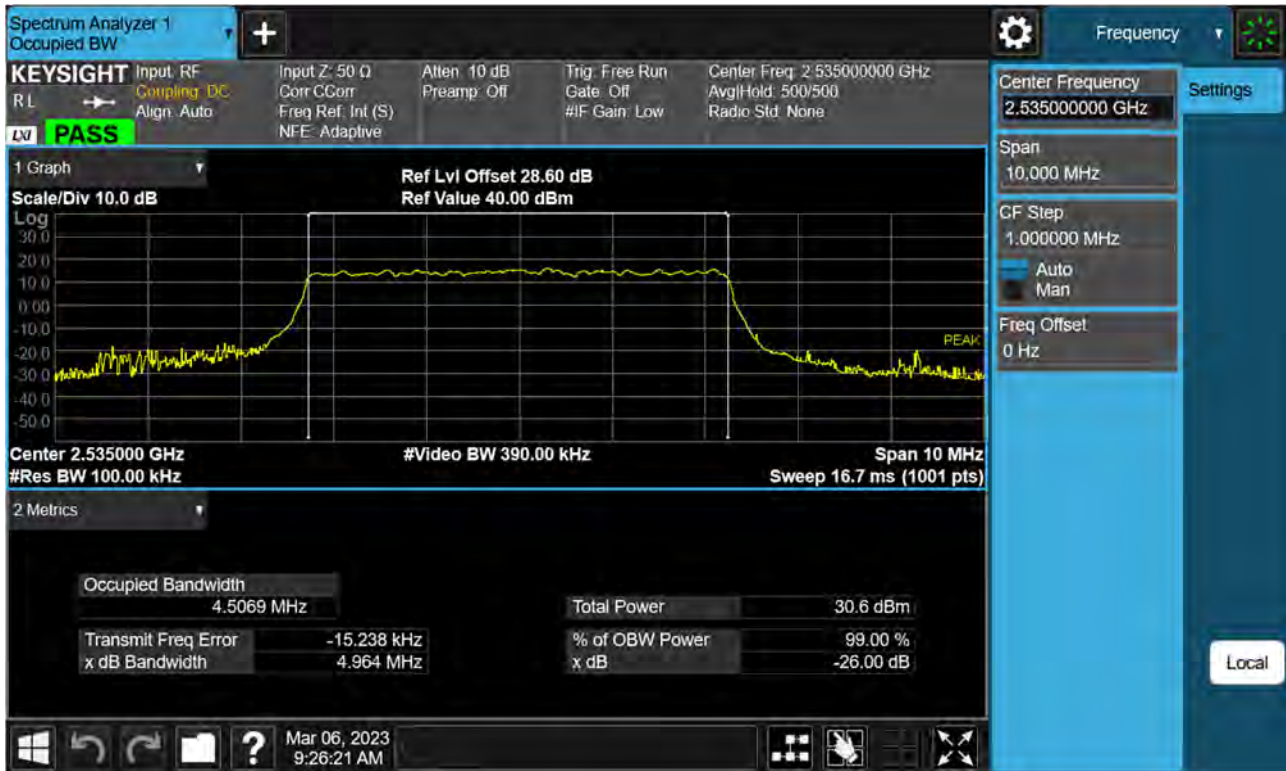 Spectrum Analyzer 1
Occupied BW
+
Frequency
KEYSIGHT
R L
LXI
PASS
Input: RF
Coupling: DC
Align: Auto
Input Z: 50 Ω
Corr CCorr
Freq Ref: Int (S)
NFE: Adaptive
Atten: 10 dB
Preamp: Off
Trig: Free Run
Gate: Off
#IF Gain: Low
Center Freq: 2.535000000 GHz
Avg|Hold: 500/500
Radio Std: None
Center Frequency
2.535000000 GHz
Settings
Span
10.000 MHz
CF Step
1.000000 MHz
Auto
Man
Freq Offset
0 Hz
Local
1 Graph
Scale/Div 10.0 dB
Ref Lvl Offset 28.60 dB
Ref Value 40.00 dBm
Log
30.0
20.0
10.0
0.00
-10.0
-20.0
-30.0
-40.0
-50.0
PEAK
Center 2.535000 GHz
#Video BW 390.00 kHz
Span 10 MHz
#Res BW 100.00 kHz
Sweep 16.7 ms (1001 pts)
2 Metrics
Occupied Bandwidth
4.5069 MHz
Transmit Freq Error -15.238 kHz
x dB Bandwidth 4.964 MHz
Total Power 30.6 dBm
% of OBW Power 99.00 %
x dB -26.00 dB
?
Mar 06, 2023
9:26:21 AM